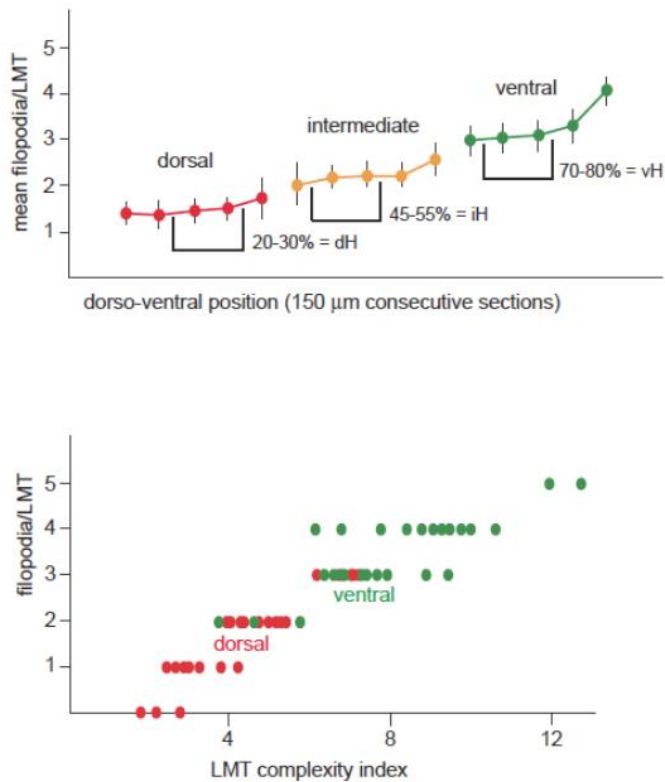 5
4
3
2
1
mean filopodia/LMT
dorsal
intermediate
ventral
20-30% = dH
45-55% = iH
70-80% = vH
dorso-ventral position (150 µm consecutive sections)
5
4
3
2
1
filopodia/LMT
ventral
dorsal
4 8 12
LMT complexity index